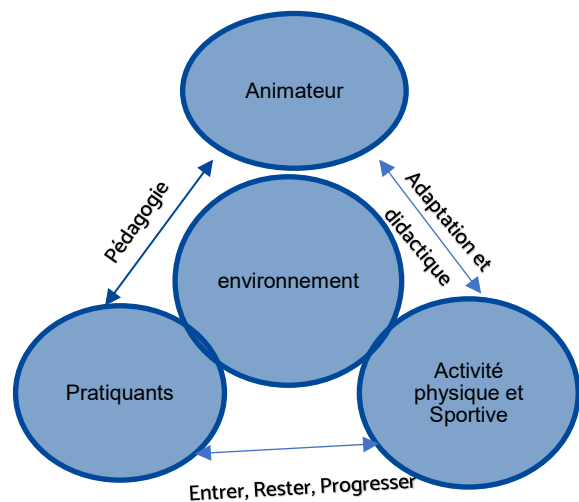 Animateur
Pédagogie
Adaptation et
didactique
environnement
Pratiquants
Activité
physique et
Sportive
Entrer, Rester, Progresser